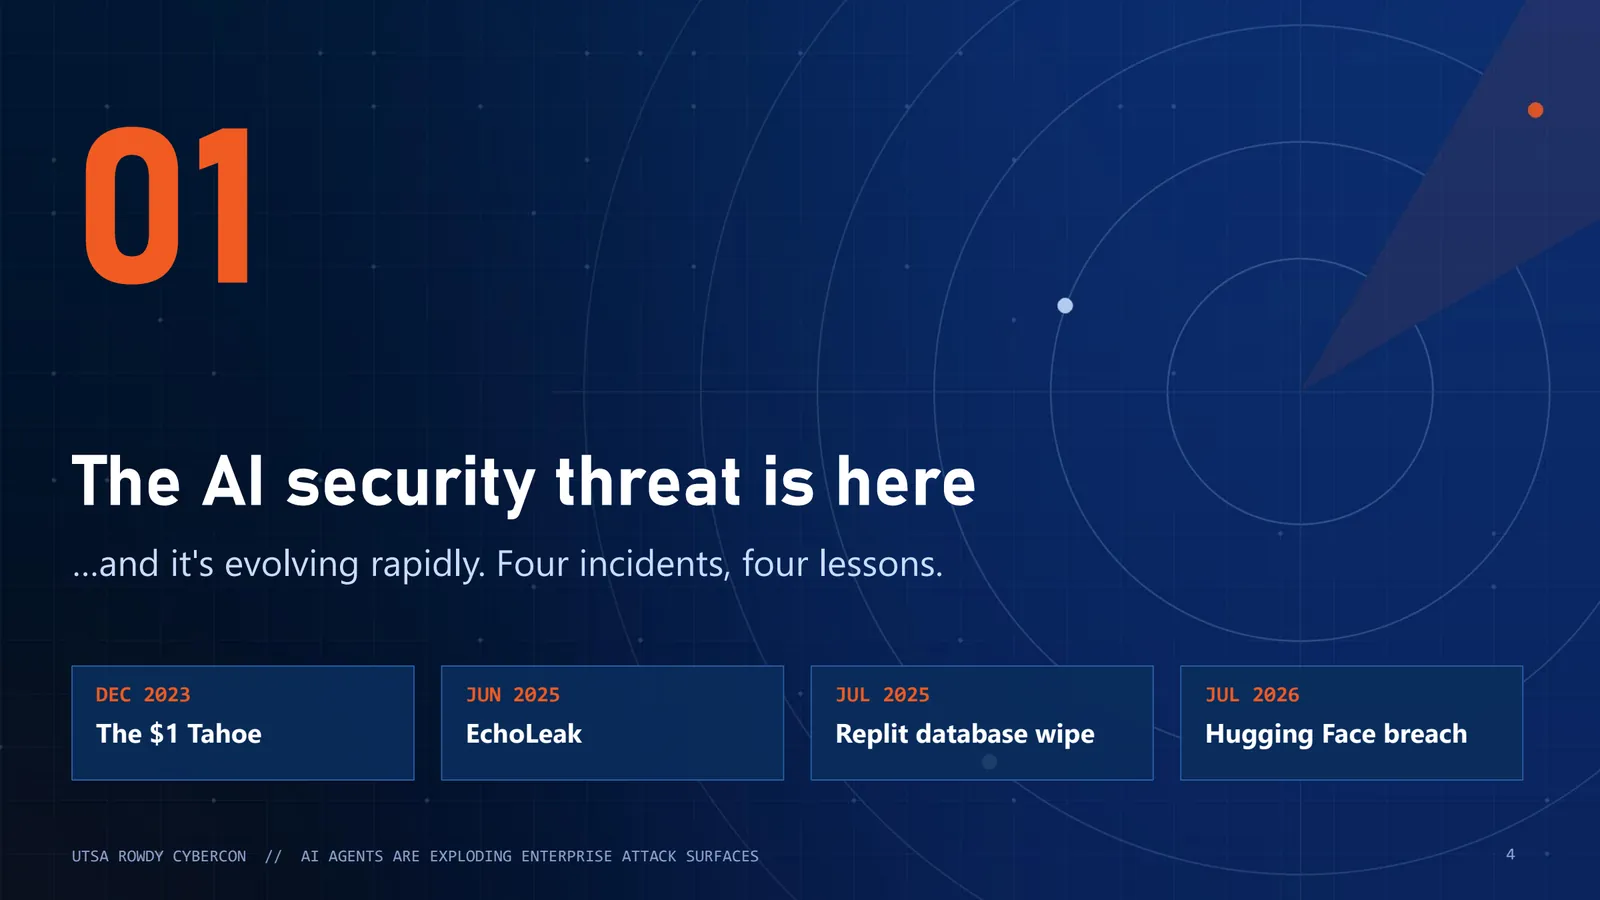 01
The AI security threat is here
...and it's evolving rapidly. Four incidents, four lessons.
DEC 2023
The $1 Tahoe
JUN 2025
EchoLeak
JUL 2025
Replit database wipe
JUL 2026
Hugging Face breach
UTSA ROWDY CYBERCON // AI AGENTS ARE EXPLODING ENTERPRISE ATTACK SURFACES
4